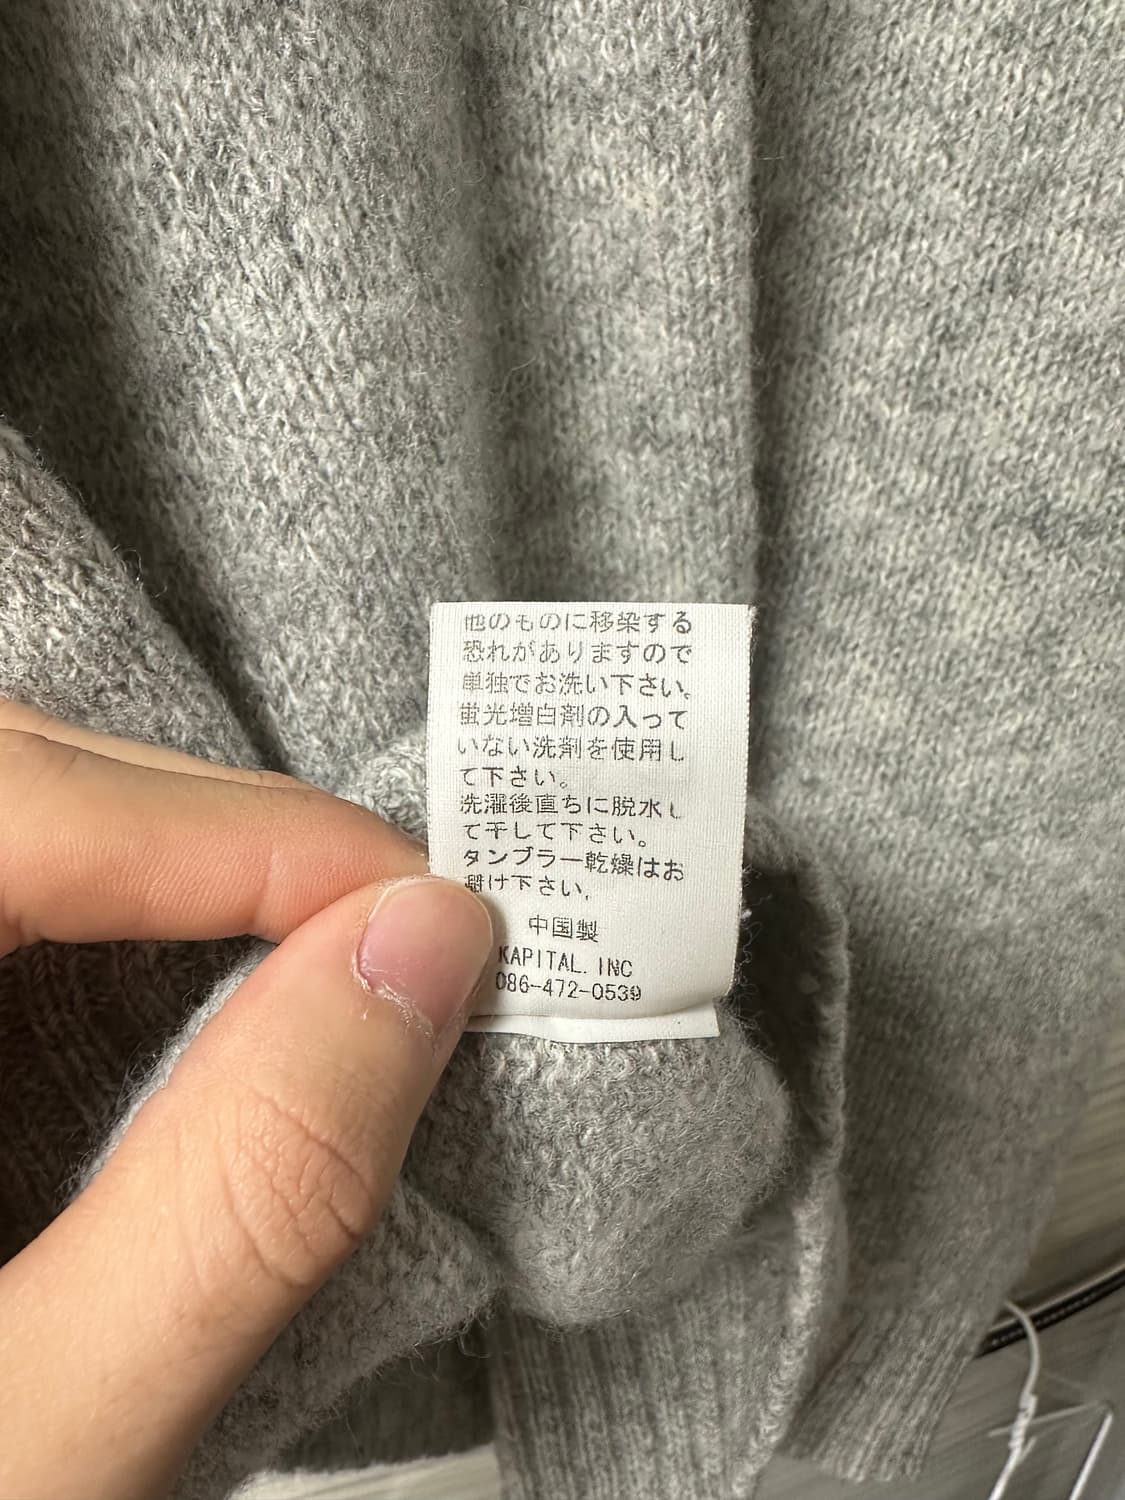 他のものに移染する
恐れがありますので
単独でお洗い下さい。
蛍光増白剤の入って
いない洗剤を使用し
て下さい。
洗濯後直ちに脱水し
て干して下さい。
タンブラー乾燥はお
避け下さい。
中国製
KAPITAL. INC
086-472-0539